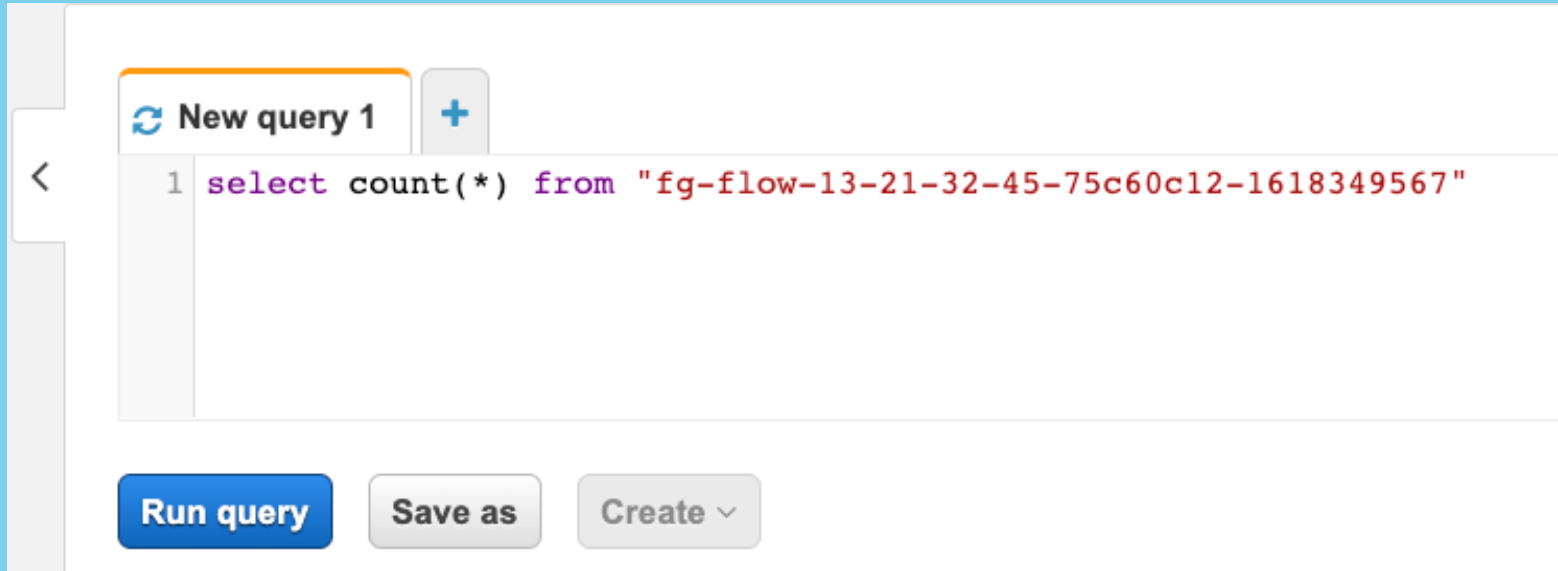 New query 1 +
<
1 select count(*) from "fg-flow-13-21-32-45-75c60c12-1618349567"
Run query Save as Create